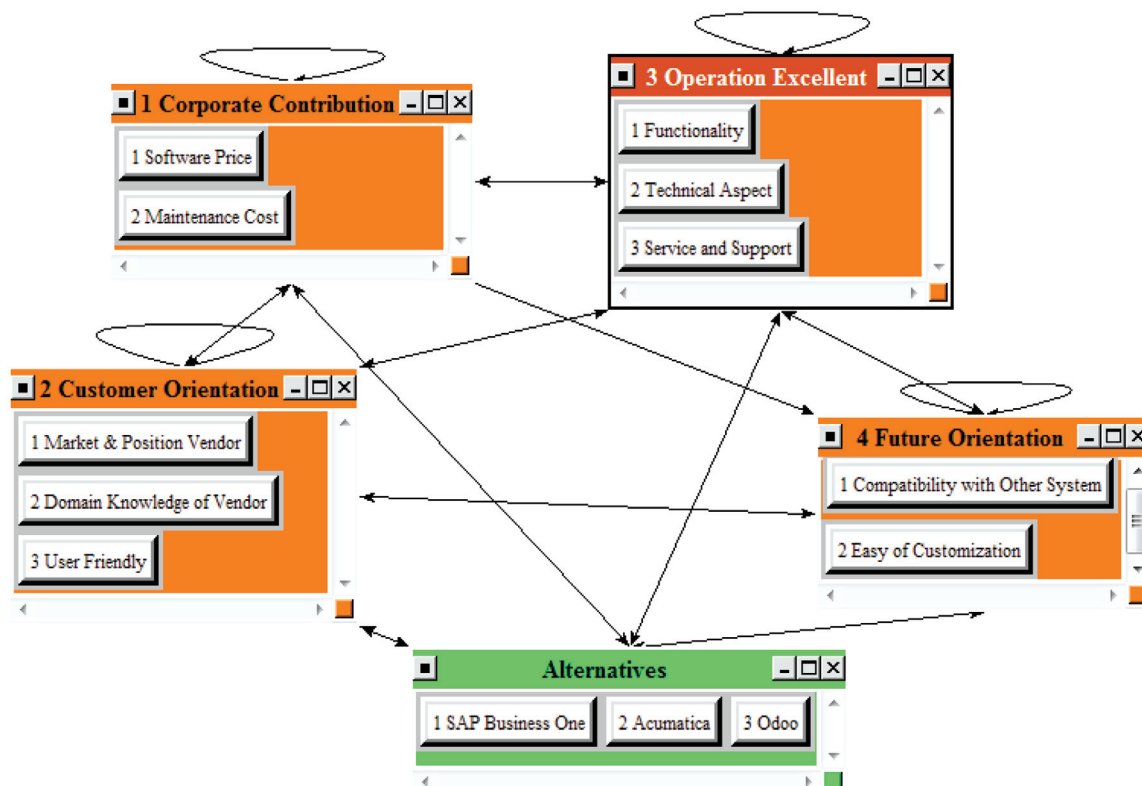 1 Corporate Contribution
1 Software Price
2 Maintenance Cost
3 Operation Excellent
1 Functionality
2 Technical Aspect
3 Service and Support
2 Customer Orientation
1 Market & Position Vendor
2 Domain Knowledge of Vendor
3 User Friendly
4 Future Orientation
1 Compatibility with Other System
2 Easy of Customization
Alternatives
1 SAP Business One
2 Acumatica
3 Odoo